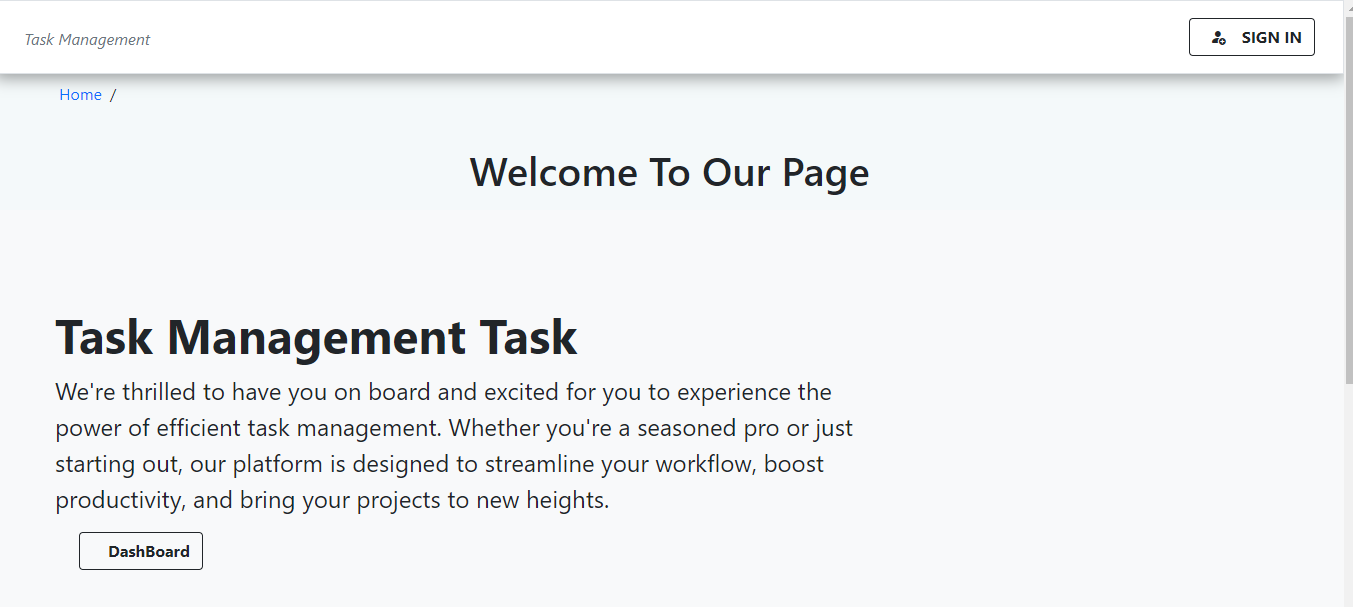 Task Management
SIGN IN
Home /
Welcome To Our Page
Task Management Task
We're thrilled to have you on board and excited for you to experience the
power of efficient task management. Whether you're a seasoned pro or just
starting out, our platform is designed to streamline your workflow, boost
productivity, and bring your projects to new heights.
DashBoard